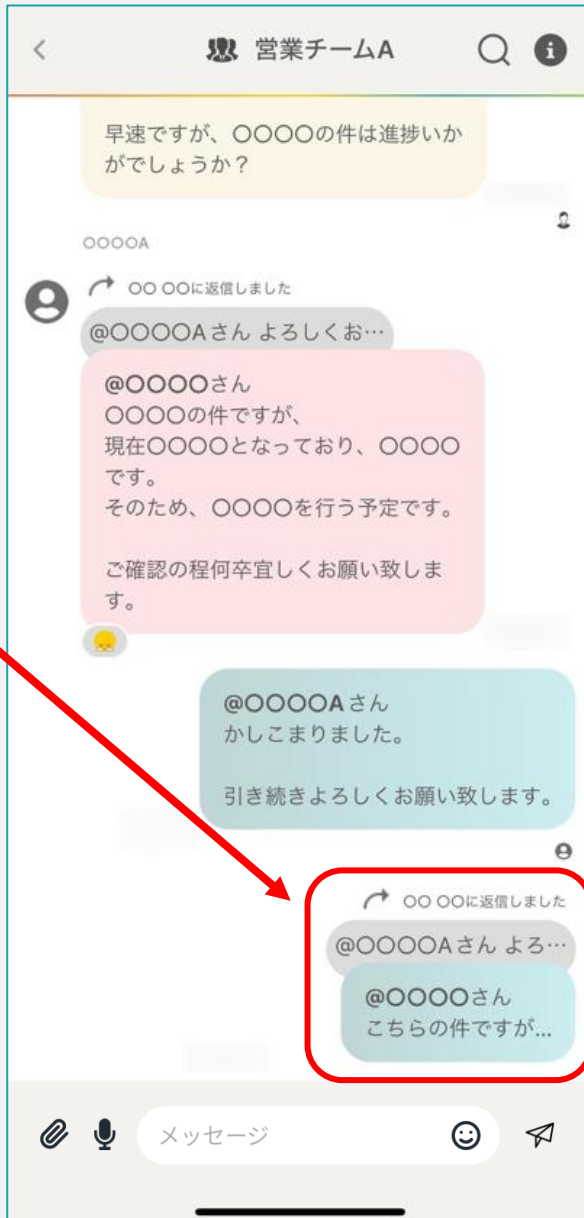 営業チームA
早速ですが、〇〇〇〇の件は進捗いか
がでしょうか？
〇〇〇〇A
〇〇 〇〇に返信しました
@〇〇〇〇Aさん よろしくお…
@〇〇〇〇さん
〇〇〇〇の件ですが、
現在〇〇〇〇となっており、〇〇〇〇
です。
そのため、〇〇〇〇を行う予定です。
ご確認の程何卒宜しくお願い致しま
す。
@〇〇〇〇Aさん
かしこまりました。
引き続きよろしくお願い致します。
〇〇 〇〇に返信しました
@〇〇〇〇Aさん よろ…
@〇〇〇〇さん
こちらの件ですが...
メッセージ